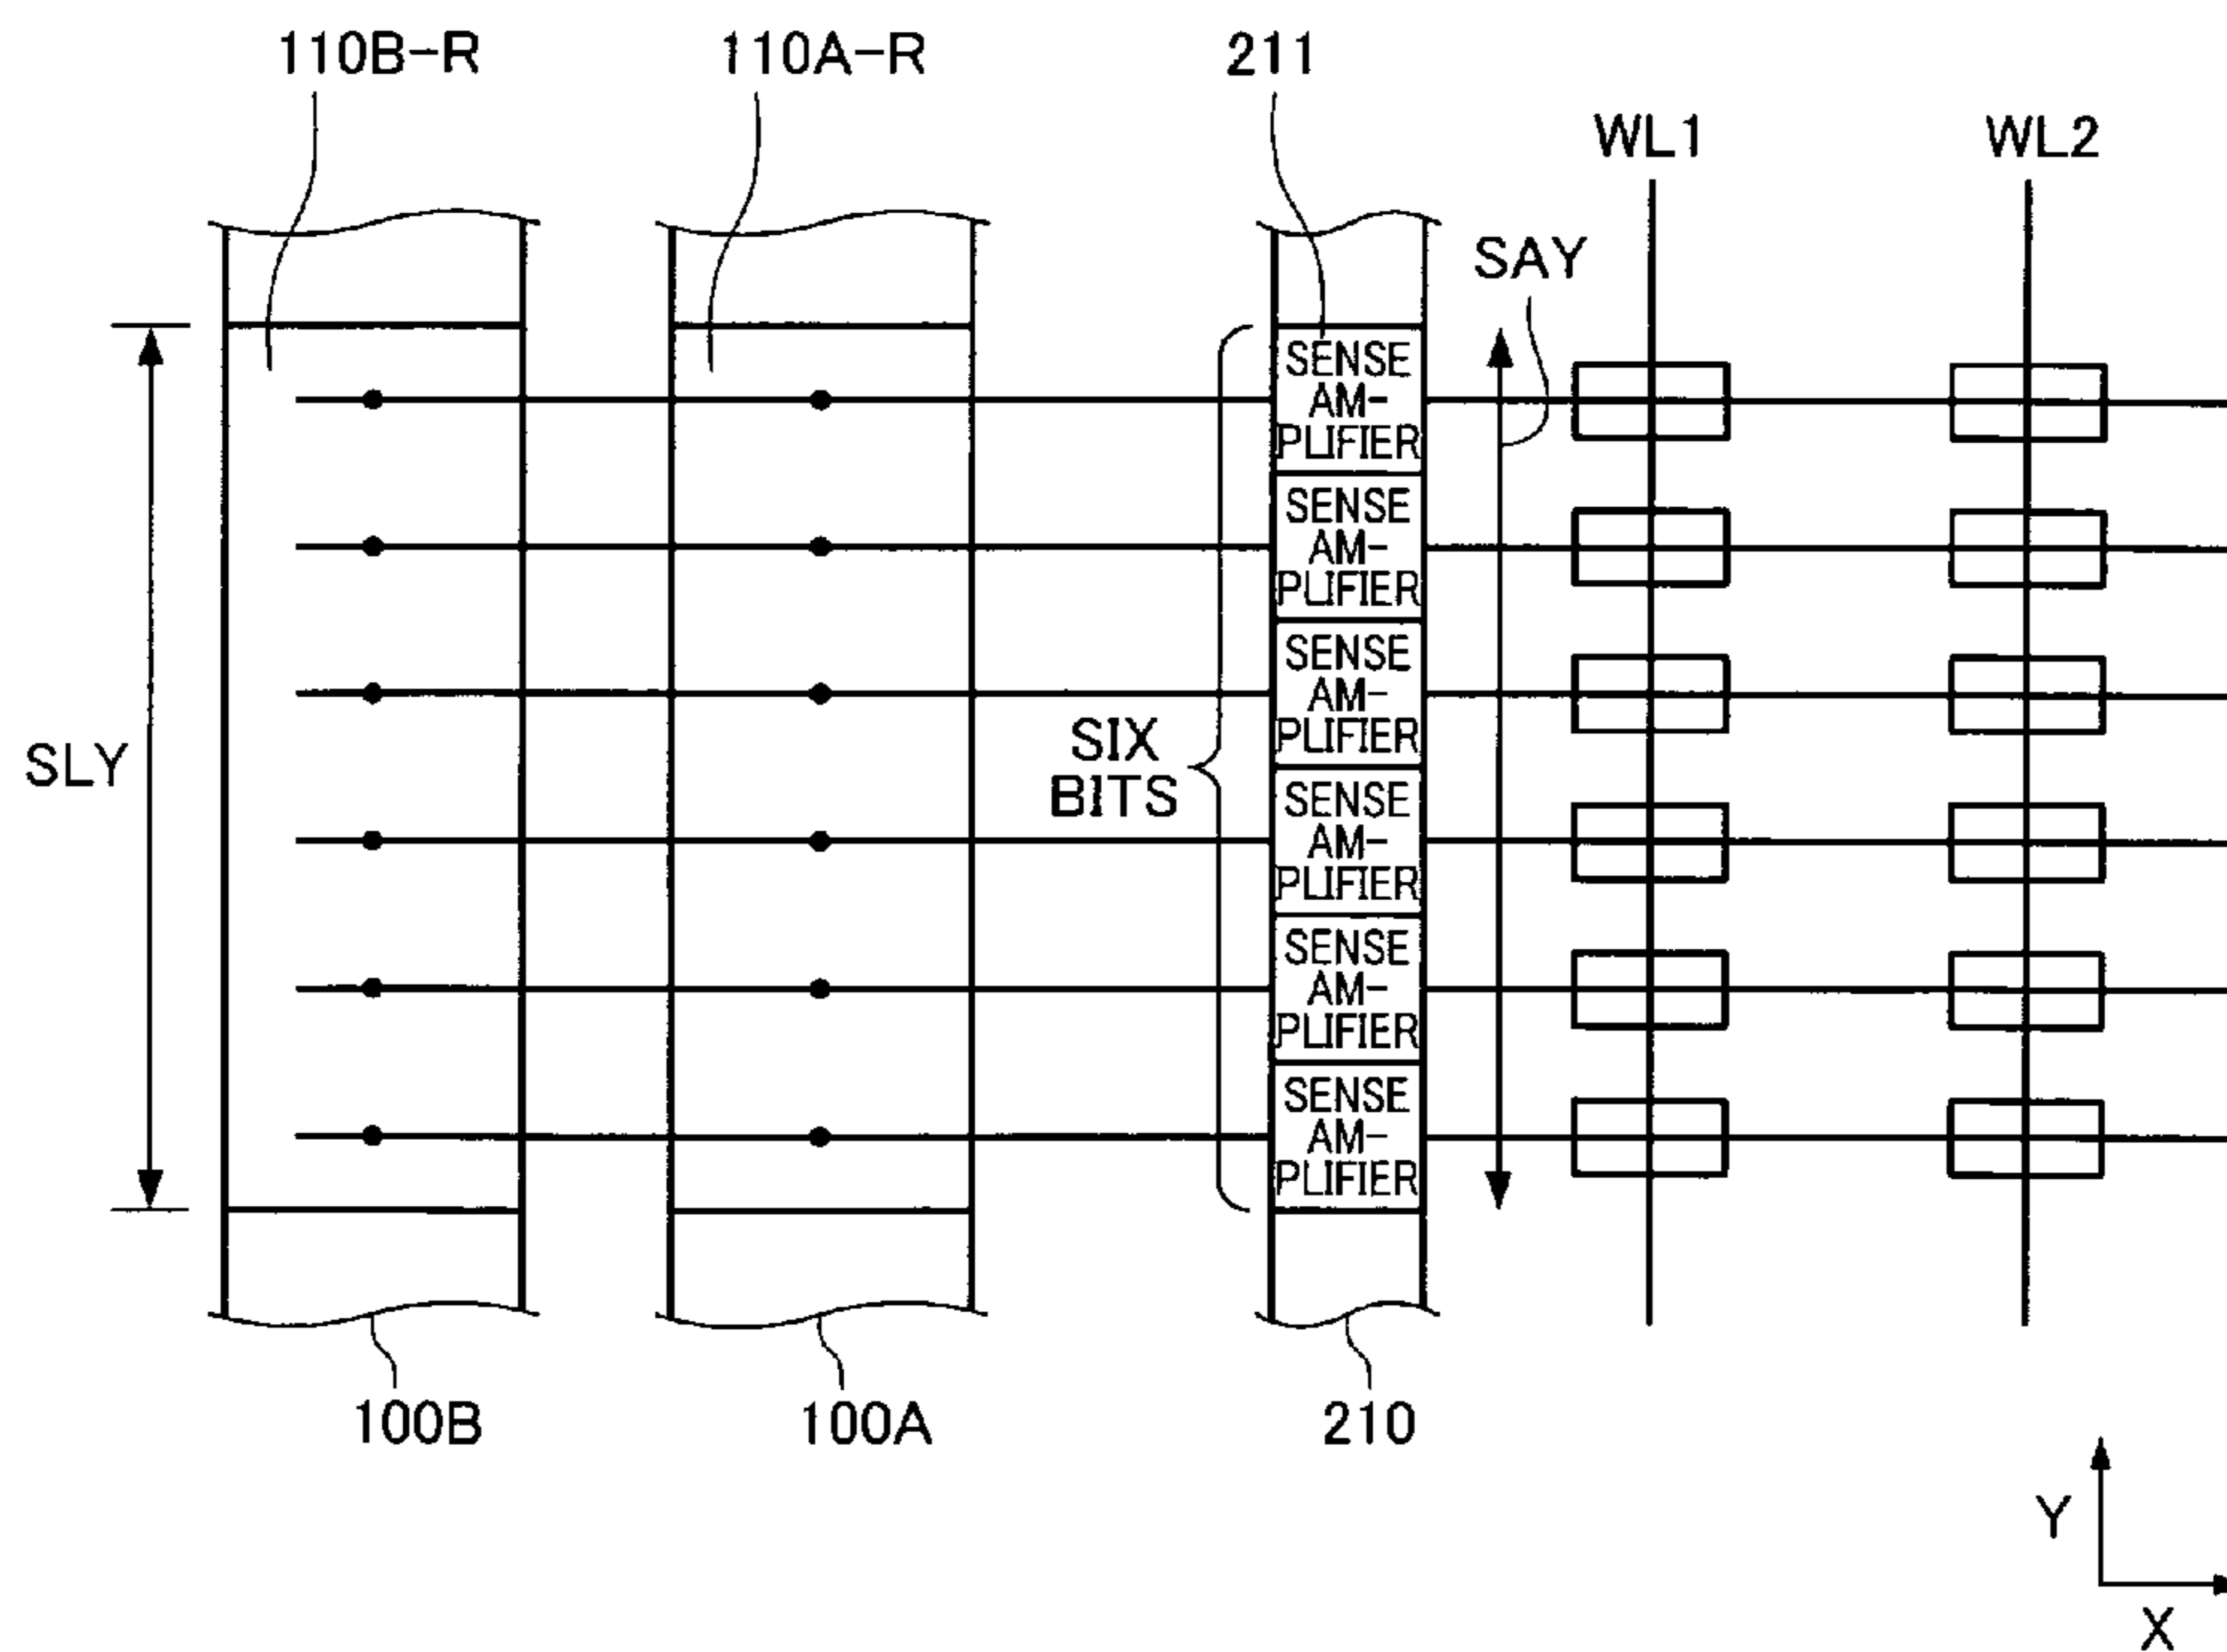 110B-R
110A-R
211
WL1
WL2
SAY
SENSE
AM-
PLIFIER
SENSE
AM-
PLIFIER
SENSE
AM-
PLIFIER
SLY
SIX
BITS
SENSE
AM-
PLIFIER
SENSE
AM-
PLIFIER
SENSE
AM-
PLIFIER
100B
100A
210
Y
X